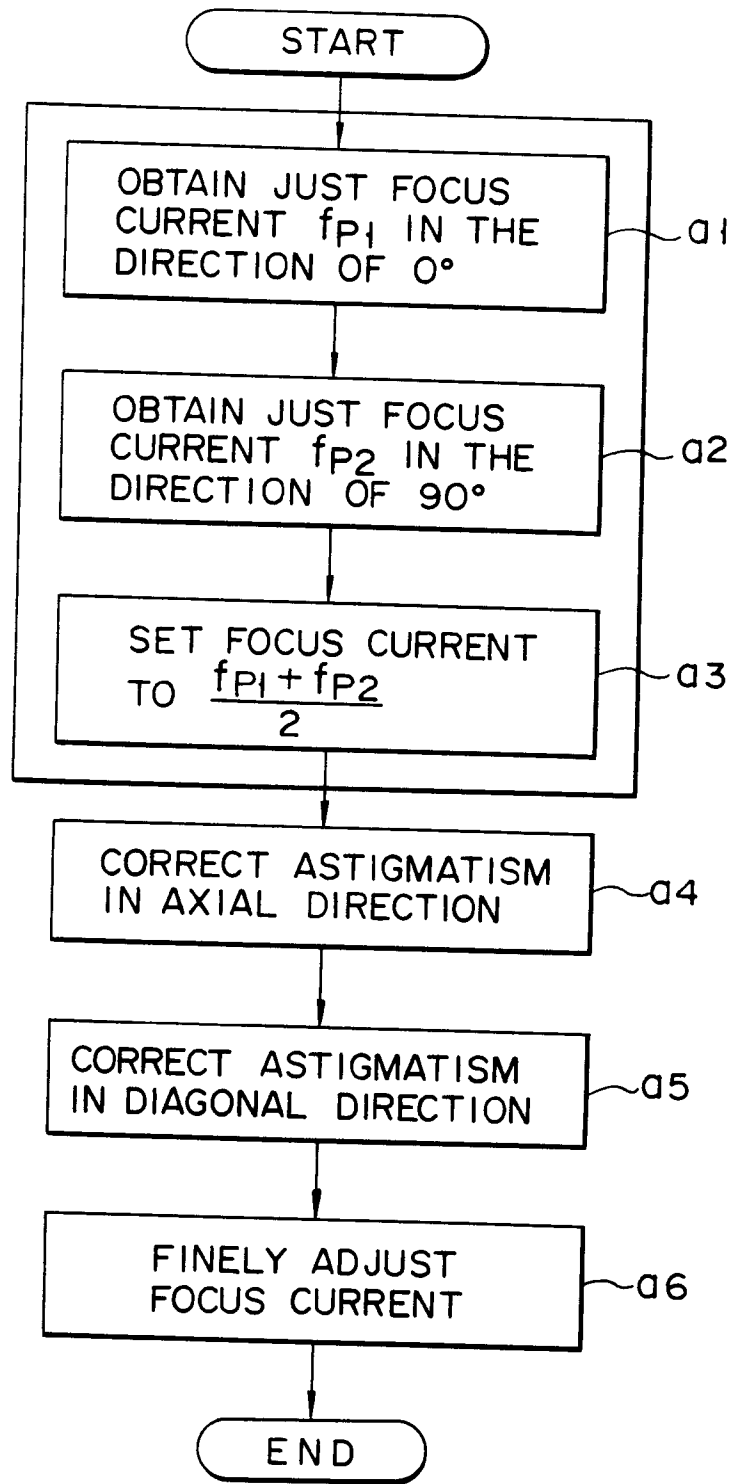 START
OBTAIN JUST FOCUS
CURRENT fP1 IN THE
DIRECTION OF 0°
a1
OBTAIN JUST FOCUS
CURRENT fP2 IN THE
DIRECTION OF 90°
a2
SET FOCUS CURRENT
TO (fP1 + fP2) / 2
a3
CORRECT ASTIGMATISM
IN AXIAL DIRECTION
a4
CORRECT ASTIGMATISM
IN DIAGONAL DIRECTION
a5
FINELY ADJUST
FOCUS CURRENT
a6
END